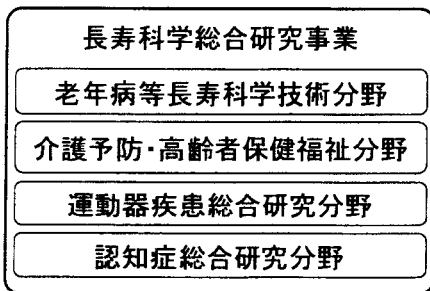 長寿科学総合研究事業
老年病等長寿科学技術分野
介護予防・高齢者保健福祉分野
運動器疾患総合研究分野
認知症総合研究分野